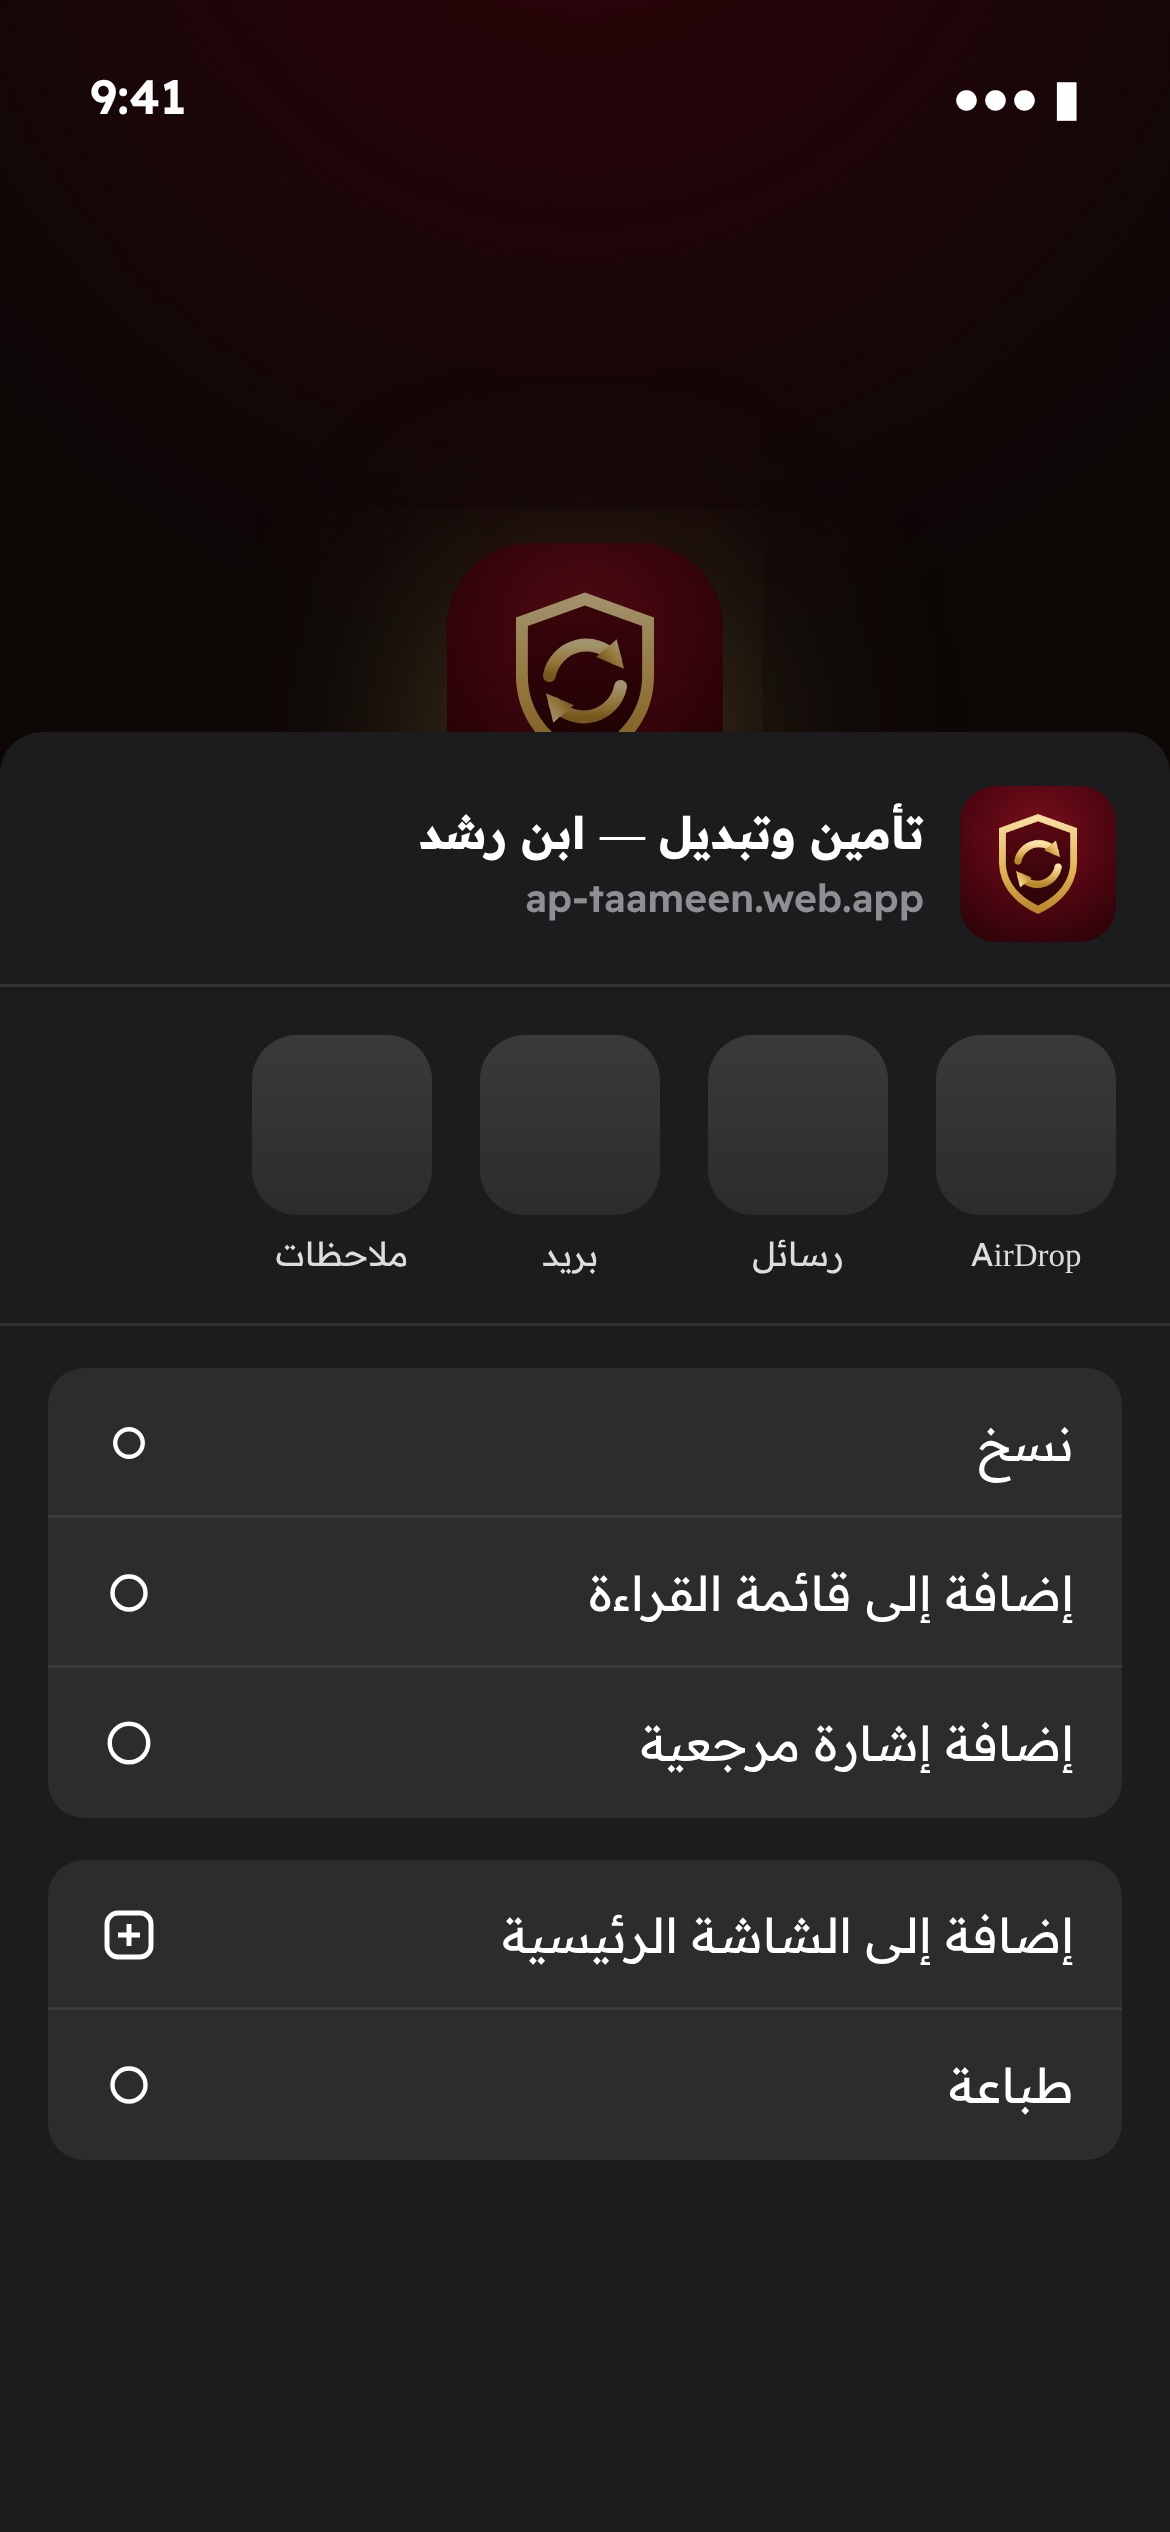 9:41
تأمين وتبديل — ابن رشد
ap-taameen.web.app
AirDrop
رسائل
بريد
ملاحظات
نسخ
إضافة إلى قائمة القراءة
إضافة إشارة مرجعية
إضافة إلى الشاشة الرئيسية
طباعة